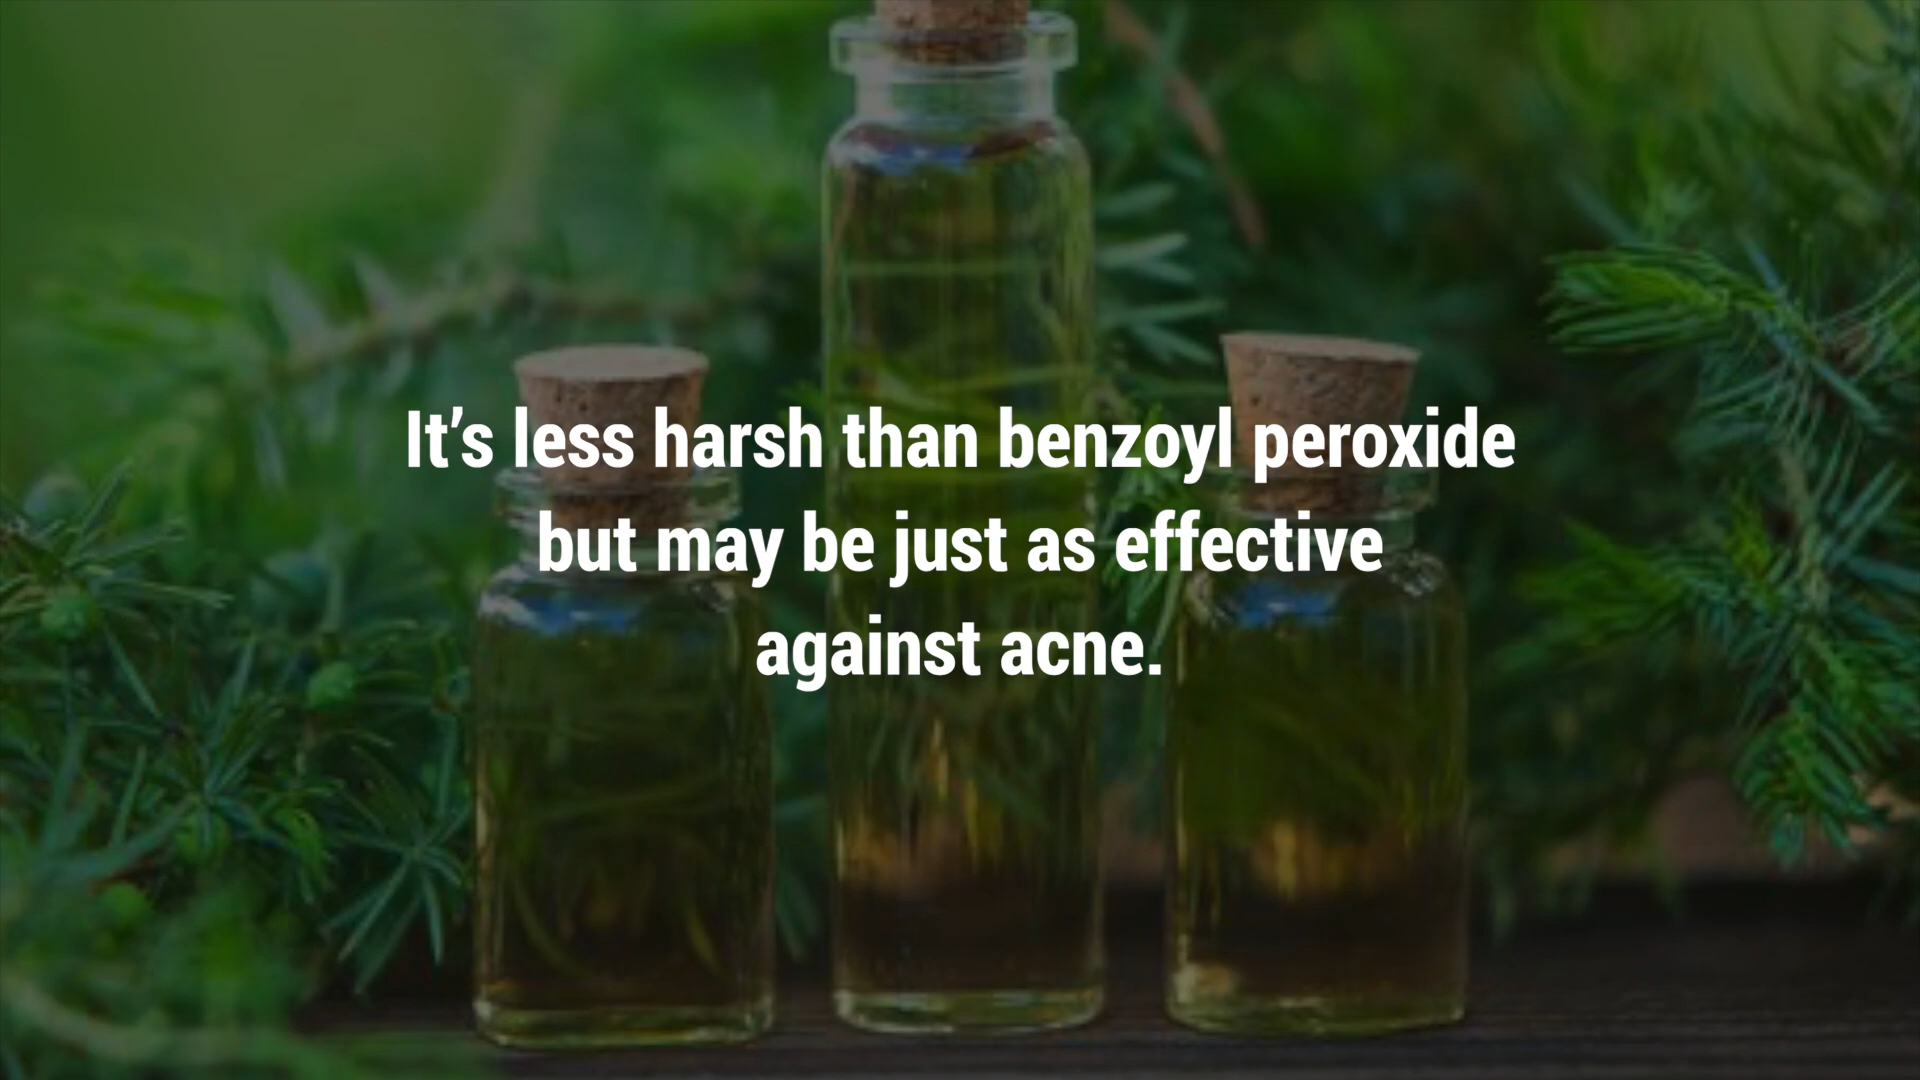 It’s less harsh than benzoyl peroxide
but may be just as effective
against acne.